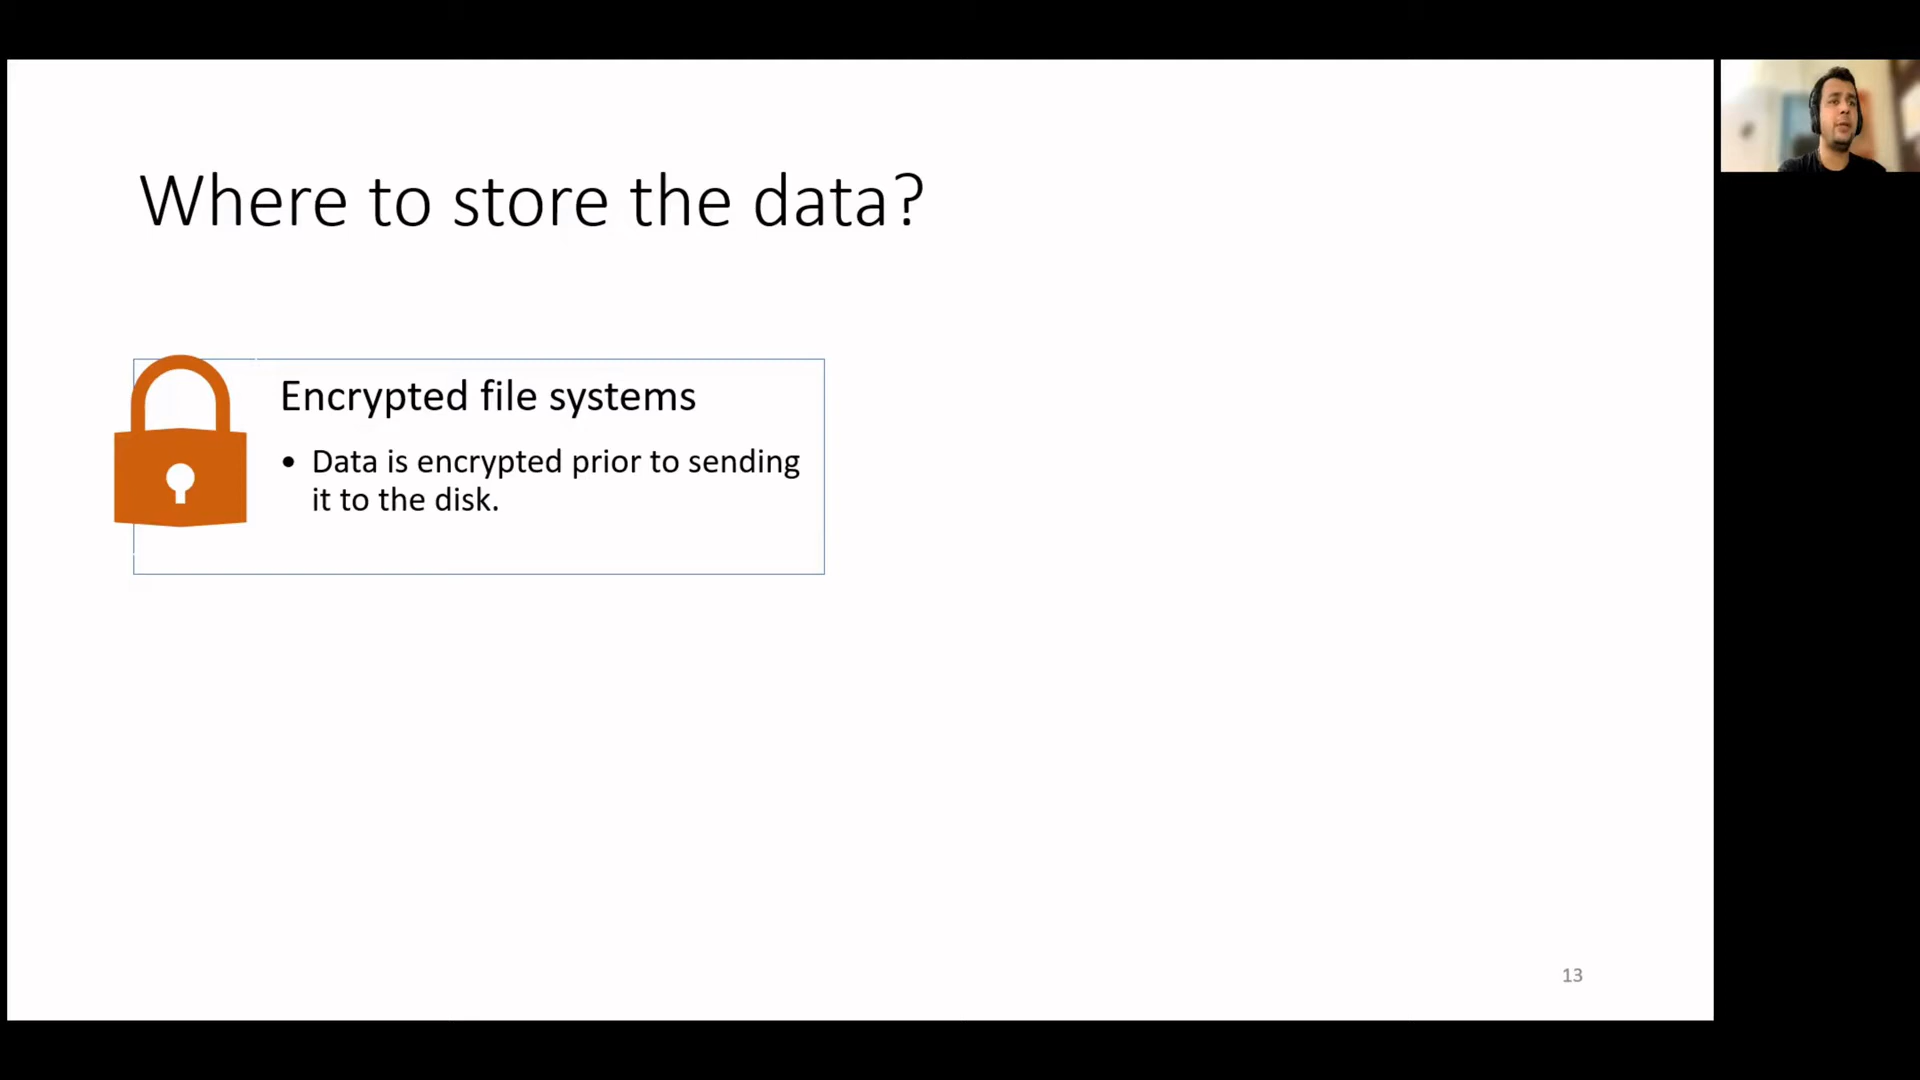 Where to store the data?
Encrypted file systems
• Data is encrypted prior to sending
it to the disk.
13